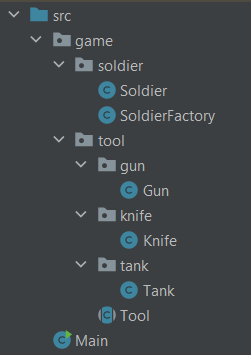 src
game
soldier
Soldier
SoldierFactory
tool
gun
Gun
knife
Knife
tank
Tank
Tool
Main